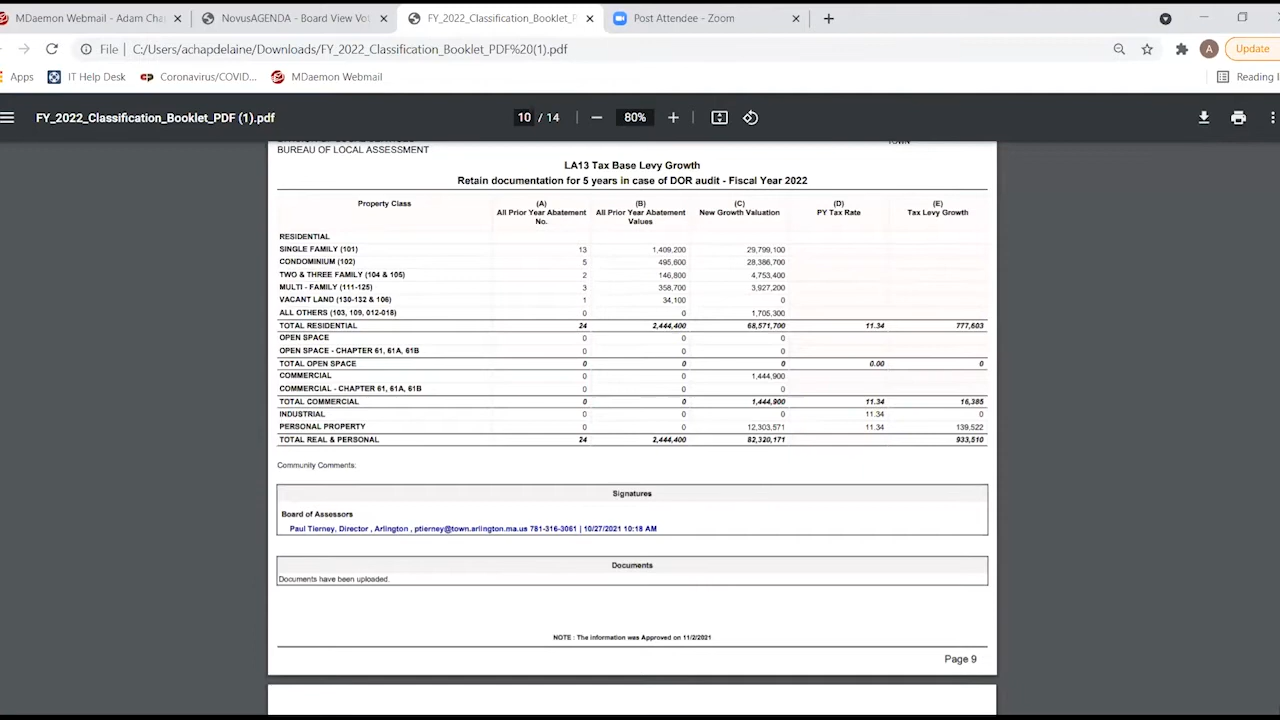 MDaemon Webmail - Adam Cha NovusAGENDA - Board View Vot FY_2022_Classification_Booklet_P Post Attendee - Zoom
File C:/Users/achapdelaine/Downloads/FY_2022_Classification_Booklet_PDF%20(1).pdf A Update
Apps IT Help Desk Coronavirus/COVID... MDaemon Webmail Reading l
FY_2022_Classification_Booklet_PDF (1).pdf 10 / 14 80%
BUREAU OF LOCAL ASSESSMENT TOWN
LA13 Tax Base Levy Growth
Retain documentation for 5 years in case of DOR audit - Fiscal Year 2022
Property Class (A) (B) (C) (D) (E)
All Prior Year Abatement All Prior Year Abatement New Growth Valuation PY Tax Rate Tax Levy Growth
No. Values
RESIDENTIAL
SINGLE FAMILY (101) 13 1,409,200 29,799,100
CONDOMINIUM (102) 5 495,600 28,386,700
TWO & THREE FAMILY (104 & 105) 2 146,800 4,753,400
MULTI - FAMILY (111-125) 3 358,700 3,927,200
VACANT LAND (130-132 & 106) 1 34,100 0
ALL OTHERS (103, 109, 012-018) 0 0 1,705,300
TOTAL RESIDENTIAL 24 2,444,400 68,571,700 11.34 777,603
OPEN SPACE 0 0 0
OPEN SPACE - CHAPTER 61, 61A, 61B 0 0 0
TOTAL OPEN SPACE 0 0 0 0.00 0
COMMERCIAL 0 0 1,444,900
COMMERCIAL - CHAPTER 61, 61A, 61B 0 0 0
TOTAL COMMERCIAL 0 0 1,444,900 11.34 16,385
INDUSTRIAL 0 0 0 11.34 0
PERSONAL PROPERTY 0 0 12,303,571 11.34 139,522
TOTAL REAL & PERSONAL 24 2,444,400 82,320,171 933,510
Community Comments:
Signatures
Board of Assessors
Paul Tierney, Director , Arlington , ptierney@town.arlington.ma.us 781-316-3061 | 10/27/2021 10:18 AM
Documents
Documents have been uploaded.
NOTE : The information was Approved on 11/2/2021
Page 9